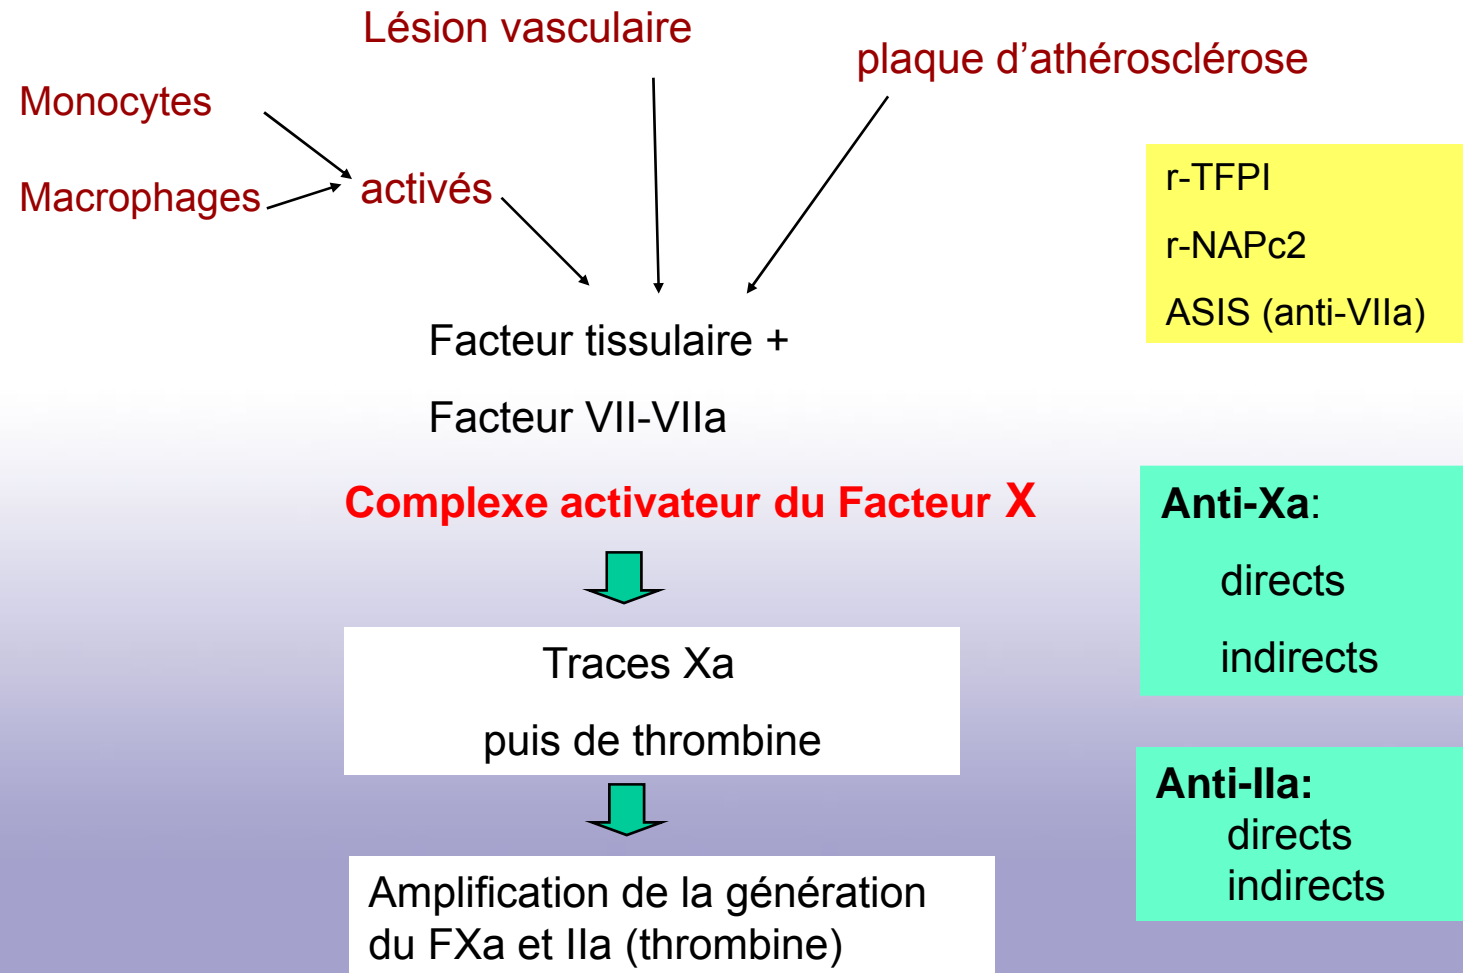 Lésion vasculaire
plaque d’athérosclérose
Monocytes
Macrophages
activés
r-TFPI
r-NAPc2
ASIS (anti-VIIa)
Facteur tissulaire +
Facteur VII-VIIa
Complexe activateur du Facteur X
Anti-Xa:
directs
indirects
Traces Xa
puis de thrombine
Anti-IIa:
directs
indirects
Amplification de la génération
du FXa et IIa (thrombine)